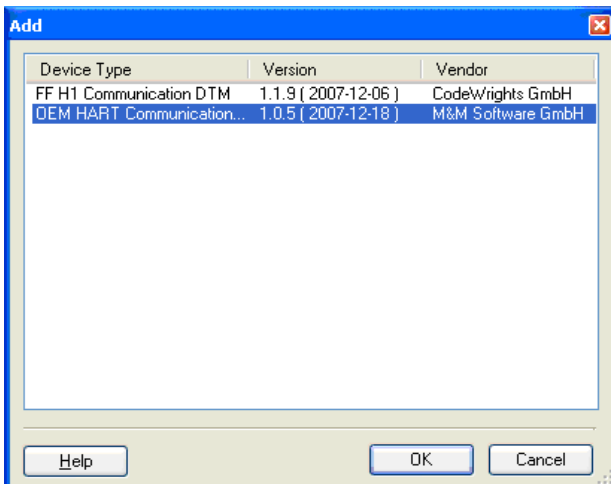 Add
Device Type Version Vendor
FF H1 Communication DTM 1.1.9 ( 2007-12-06 ) CodeWrights GmbH
OEM HART Communication... 1.0.5 ( 2007-12-18 ) M&M Software GmbH
Help OK Cancel